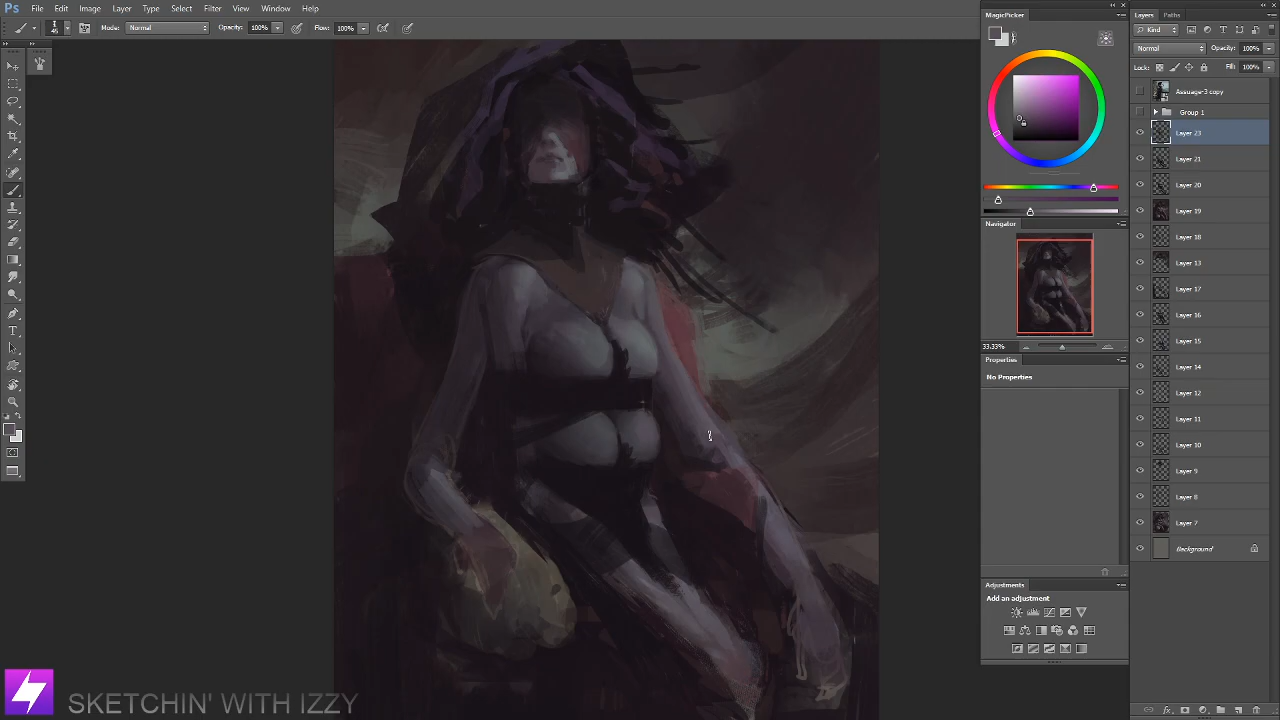 Ps File Edit Image Layer Type Select Filter View Window Help
Mode: Normal Opacity: 100% Flow: 100%
MagicPicker
Navigator
33.33%
Properties
No Properties
Adjustments
Add an adjustment
Layers Paths
Kind
Normal Opacity: 100%
Lock: Fill: 100%
Assuage-3 copy
Group 1
Layer 23
Layer 21
Layer 20
Layer 19
Layer 18
Layer 13
Layer 17
Layer 16
Layer 15
Layer 14
Layer 12
Layer 11
Layer 10
Layer 9
Layer 8
Layer 7
Background
SKETCHIN' WITH IZZY